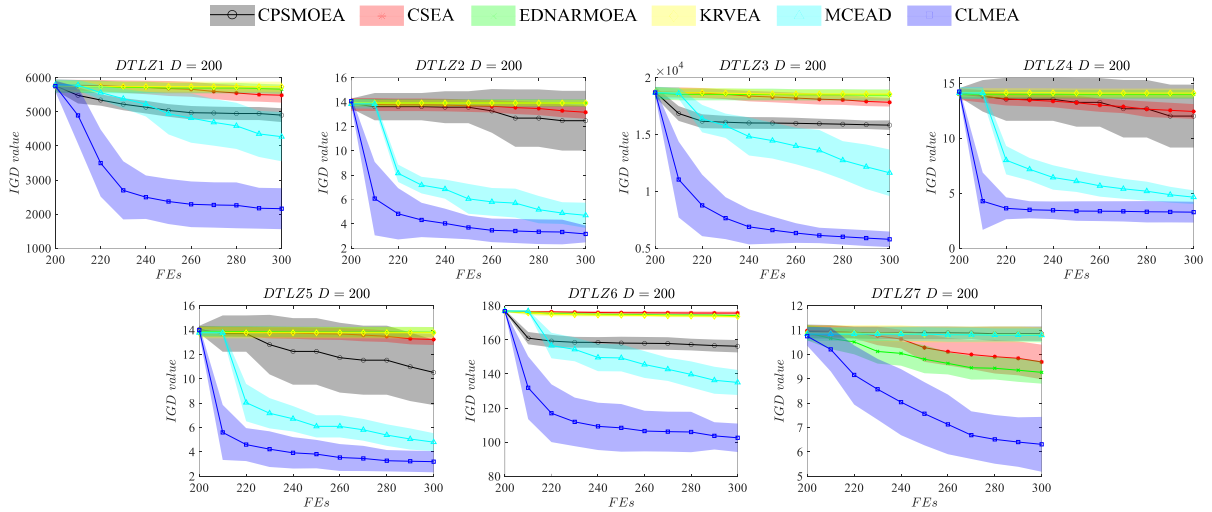 CPSMOEA CSEA EDNARMOEA KRVEA MCEAD CLMEA
DTLZ1 D = 200
6000
5000
4000
3000
2000
1000
IGD value
200 220 240 260 280 300
FEs
DTLZ2 D = 200
16
14
12
10
8
6
4
2
IGD value
200 220 240 260 280 300
FEs
DTLZ3 D = 200
×10⁴
2
1.5
1
0.5
IGD value
200 220 240 260 280 300
FEs
DTLZ4 D = 200
15
10
5
0
IGD value
200 220 240 260 280 300
FEs
DTLZ5 D = 200
16
14
12
10
8
6
4
2
IGD value
200 220 240 260 280 300
FEs
DTLZ6 D = 200
180
160
140
120
100
80
IGD value
200 220 240 260 280 300
FEs
DTLZ7 D = 200
12
11
10
9
8
7
6
5
IGD value
200 220 240 260 280 300
FEs